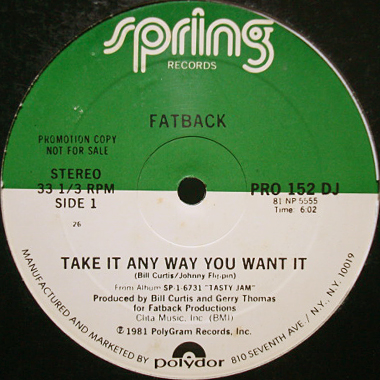 spring
RECORDS
FATBACK
PROMOTION COPY
NOT FOR SALE
STEREO
33 1/3 RPM
SIDE 1
26
PRO 152 DJ
81 NP 5555
Time: 6:02
TAKE IT ANY WAY YOU WANT IT
(Bill Curtis/Johnny Flippin)
From Album SP-1-6731 "TASTY JAM"
Produced by Bill Curtis and Gerry Thomas
for Fatback Productions
Clita Music, Inc. (BMI)
℗ 1981 PolyGram Records, Inc.
MANUFACTURED AND MARKETED BY polydor 810 SEVENTH AVE / N.Y., N.Y. 10019